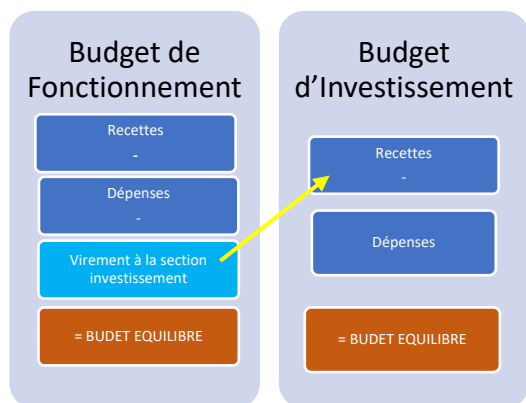 Budget de
Fonctionnement
Recettes
-
Dépenses
-
Virement à la section
investissement
= BUDET EQUILIBRE
Budget
d’Investissement
Recettes
-
Dépenses
= BUDET EQUILIBRE